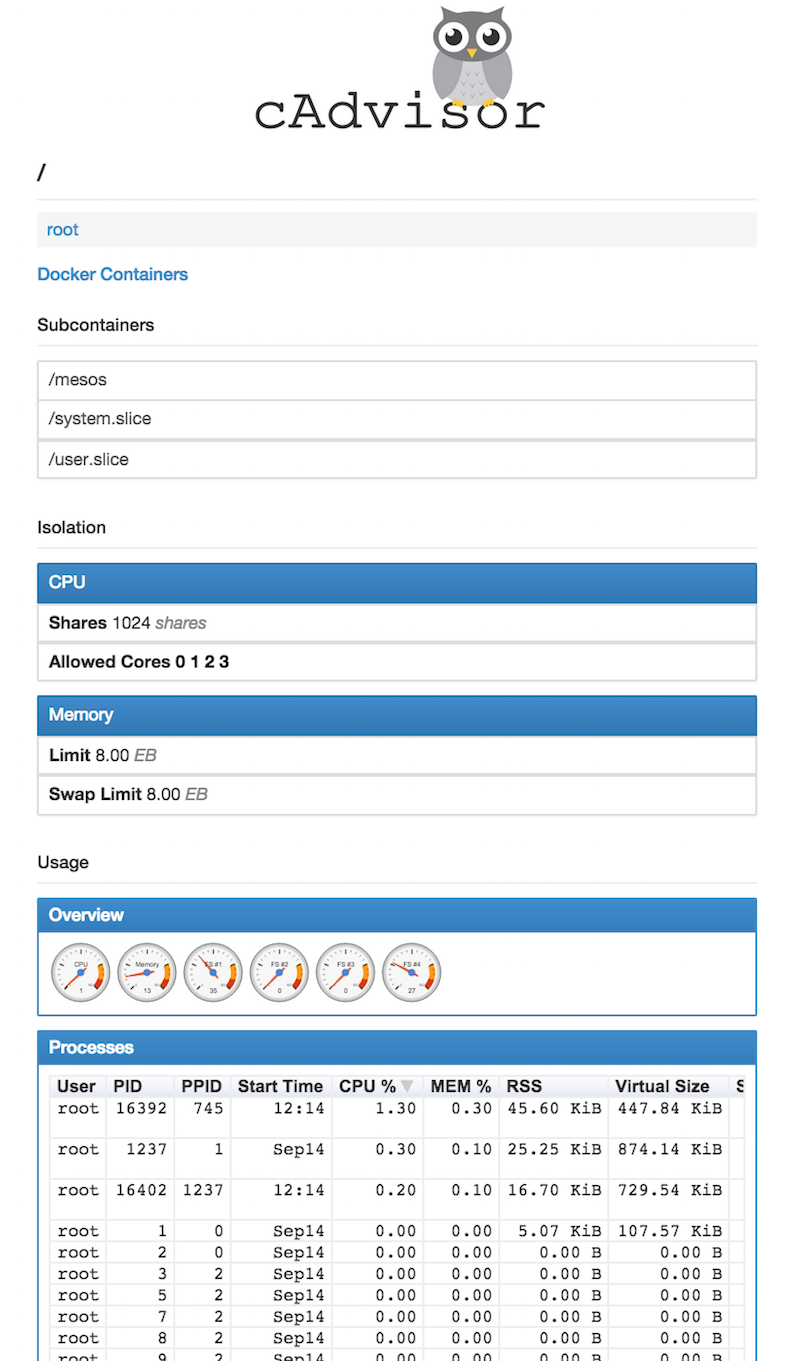 cAdvisor
/
root
Docker Containers
Subcontainers
/mesos
/system.slice
/user.slice
Isolation
CPU
Shares 1024 shares
Allowed Cores 0 1 2 3
Memory
Limit 8.00 EB
Swap Limit 8.00 EB
Usage
Overview
CPU Memory FS #1 FS #2 FS #3 FS #4
1 13 35 0 0 27
Processes
User PID PPID Start Time CPU % MEM % RSS Virtual Size S
root 16392 745 12:14 1.30 0.30 45.60 KiB 447.84 KiB
root 1237 1 Sep14 0.30 0.10 25.25 KiB 874.14 KiB
root 16402 1237 12:14 0.20 0.10 16.70 KiB 729.54 KiB
root 1 0 Sep14 0.00 0.00 5.07 KiB 107.57 KiB
root 2 0 Sep14 0.00 0.00 0.00 B 0.00 B
root 3 2 Sep14 0.00 0.00 0.00 B 0.00 B
root 5 2 Sep14 0.00 0.00 0.00 B 0.00 B
root 7 2 Sep14 0.00 0.00 0.00 B 0.00 B
root 8 2 Sep14 0.00 0.00 0.00 B 0.00 B
root 9 2 Sep14 0.00 0.00 0.00 B 0.00 B